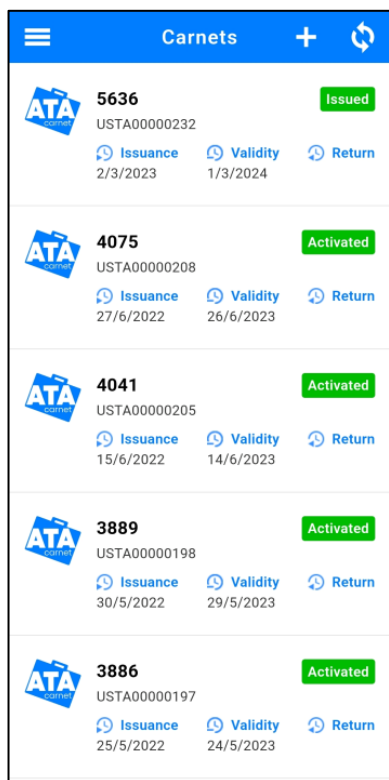 Carnets
ATA
carnet
5636
Issued
USTA00000232
Issuance Validity Return
2/3/2023 1/3/2024
ATA
carnet
4075
Activated
USTA00000208
Issuance Validity Return
27/6/2022 26/6/2023
ATA
carnet
4041
Activated
USTA00000205
Issuance Validity Return
15/6/2022 14/6/2023
ATA
carnet
3889
Activated
USTA00000198
Issuance Validity Return
30/5/2022 29/5/2023
ATA
carnet
3886
Activated
USTA00000197
Issuance Validity Return
25/5/2022 24/5/2023